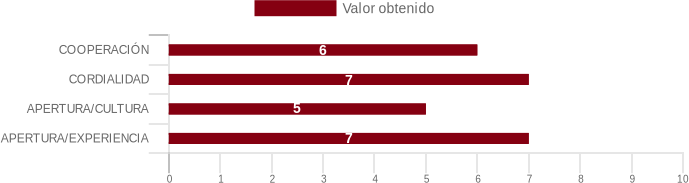 Valor obtenido
COOPERACIÓN 6
CORDIALIDAD 7
APERTURA/CULTURA 5
APERTURA/EXPERIENCIA 7
0 1 2 3 4 5 6 7 8 9 10